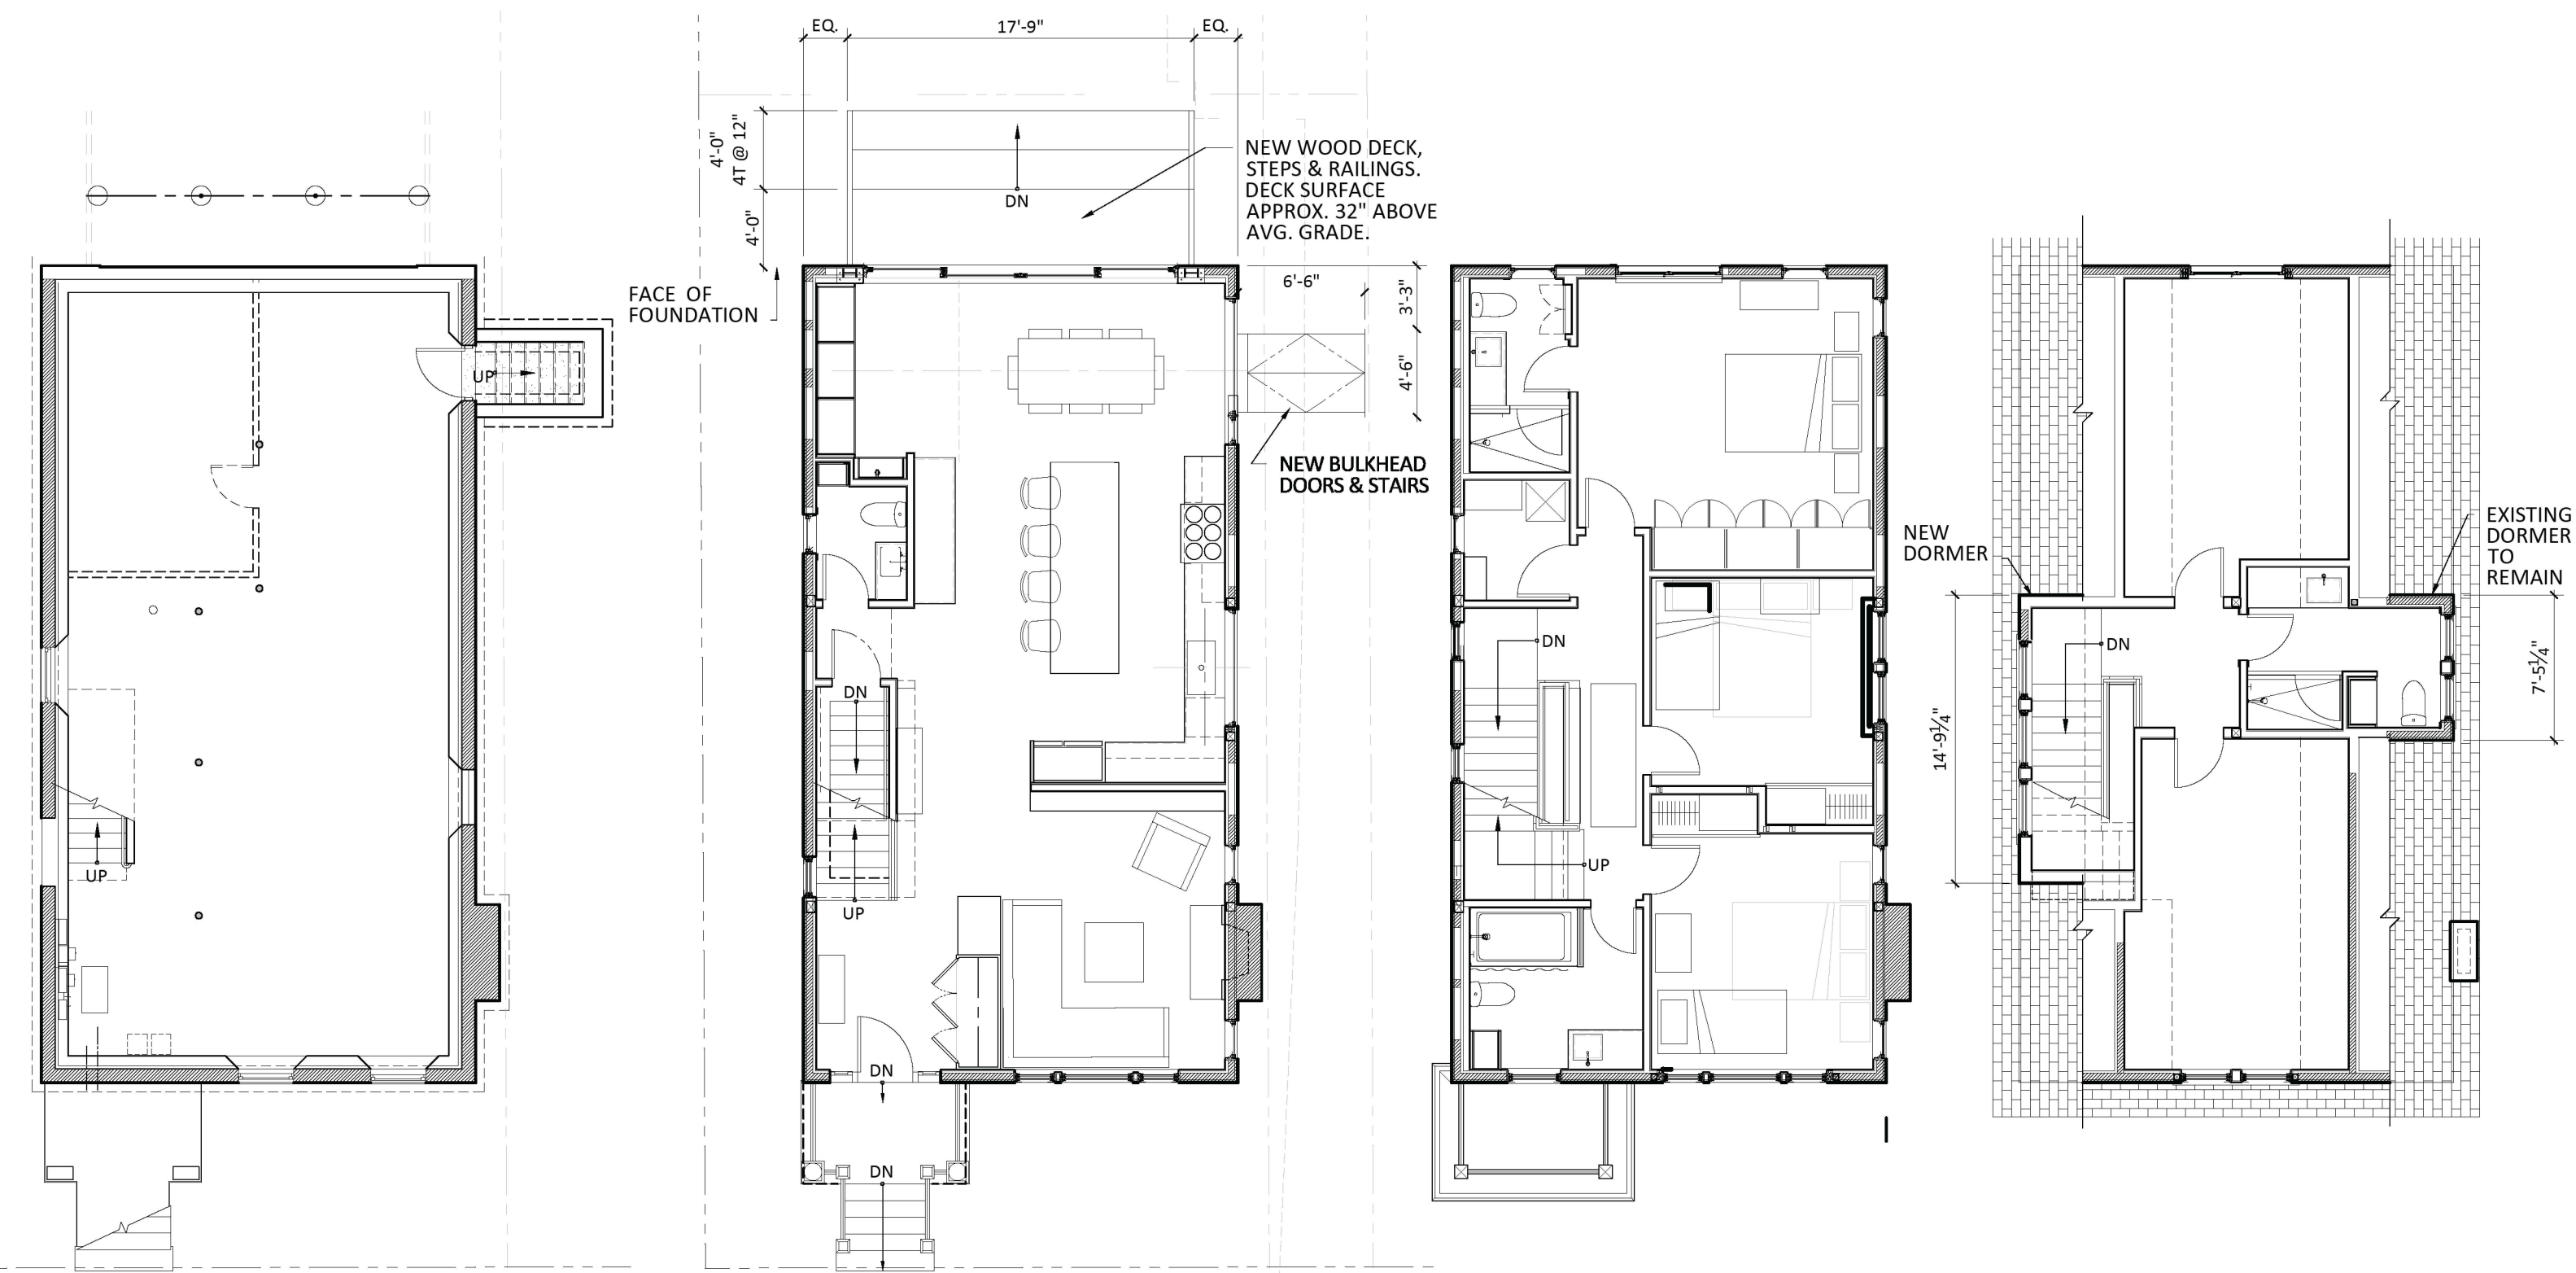 EQ.
17'-9"
EQ.
4'-0"
4T @ 12"
4'-0"
DN
NEW WOOD DECK,
STEPS & RAILINGS.
DECK SURFACE
APPROX. 32" ABOVE
AVG. GRADE.
FACE OF
FOUNDATION
6'-6"
3'-3"
4'-6"
NEW BULKHEAD
DOORS & STAIRS
UP
UP
DN
UP
DN
DN
DN
UP
NEW
DORMER
EXISTING
DORMER
TO
REMAIN
DN
14'-9¼"
7'-5¼"